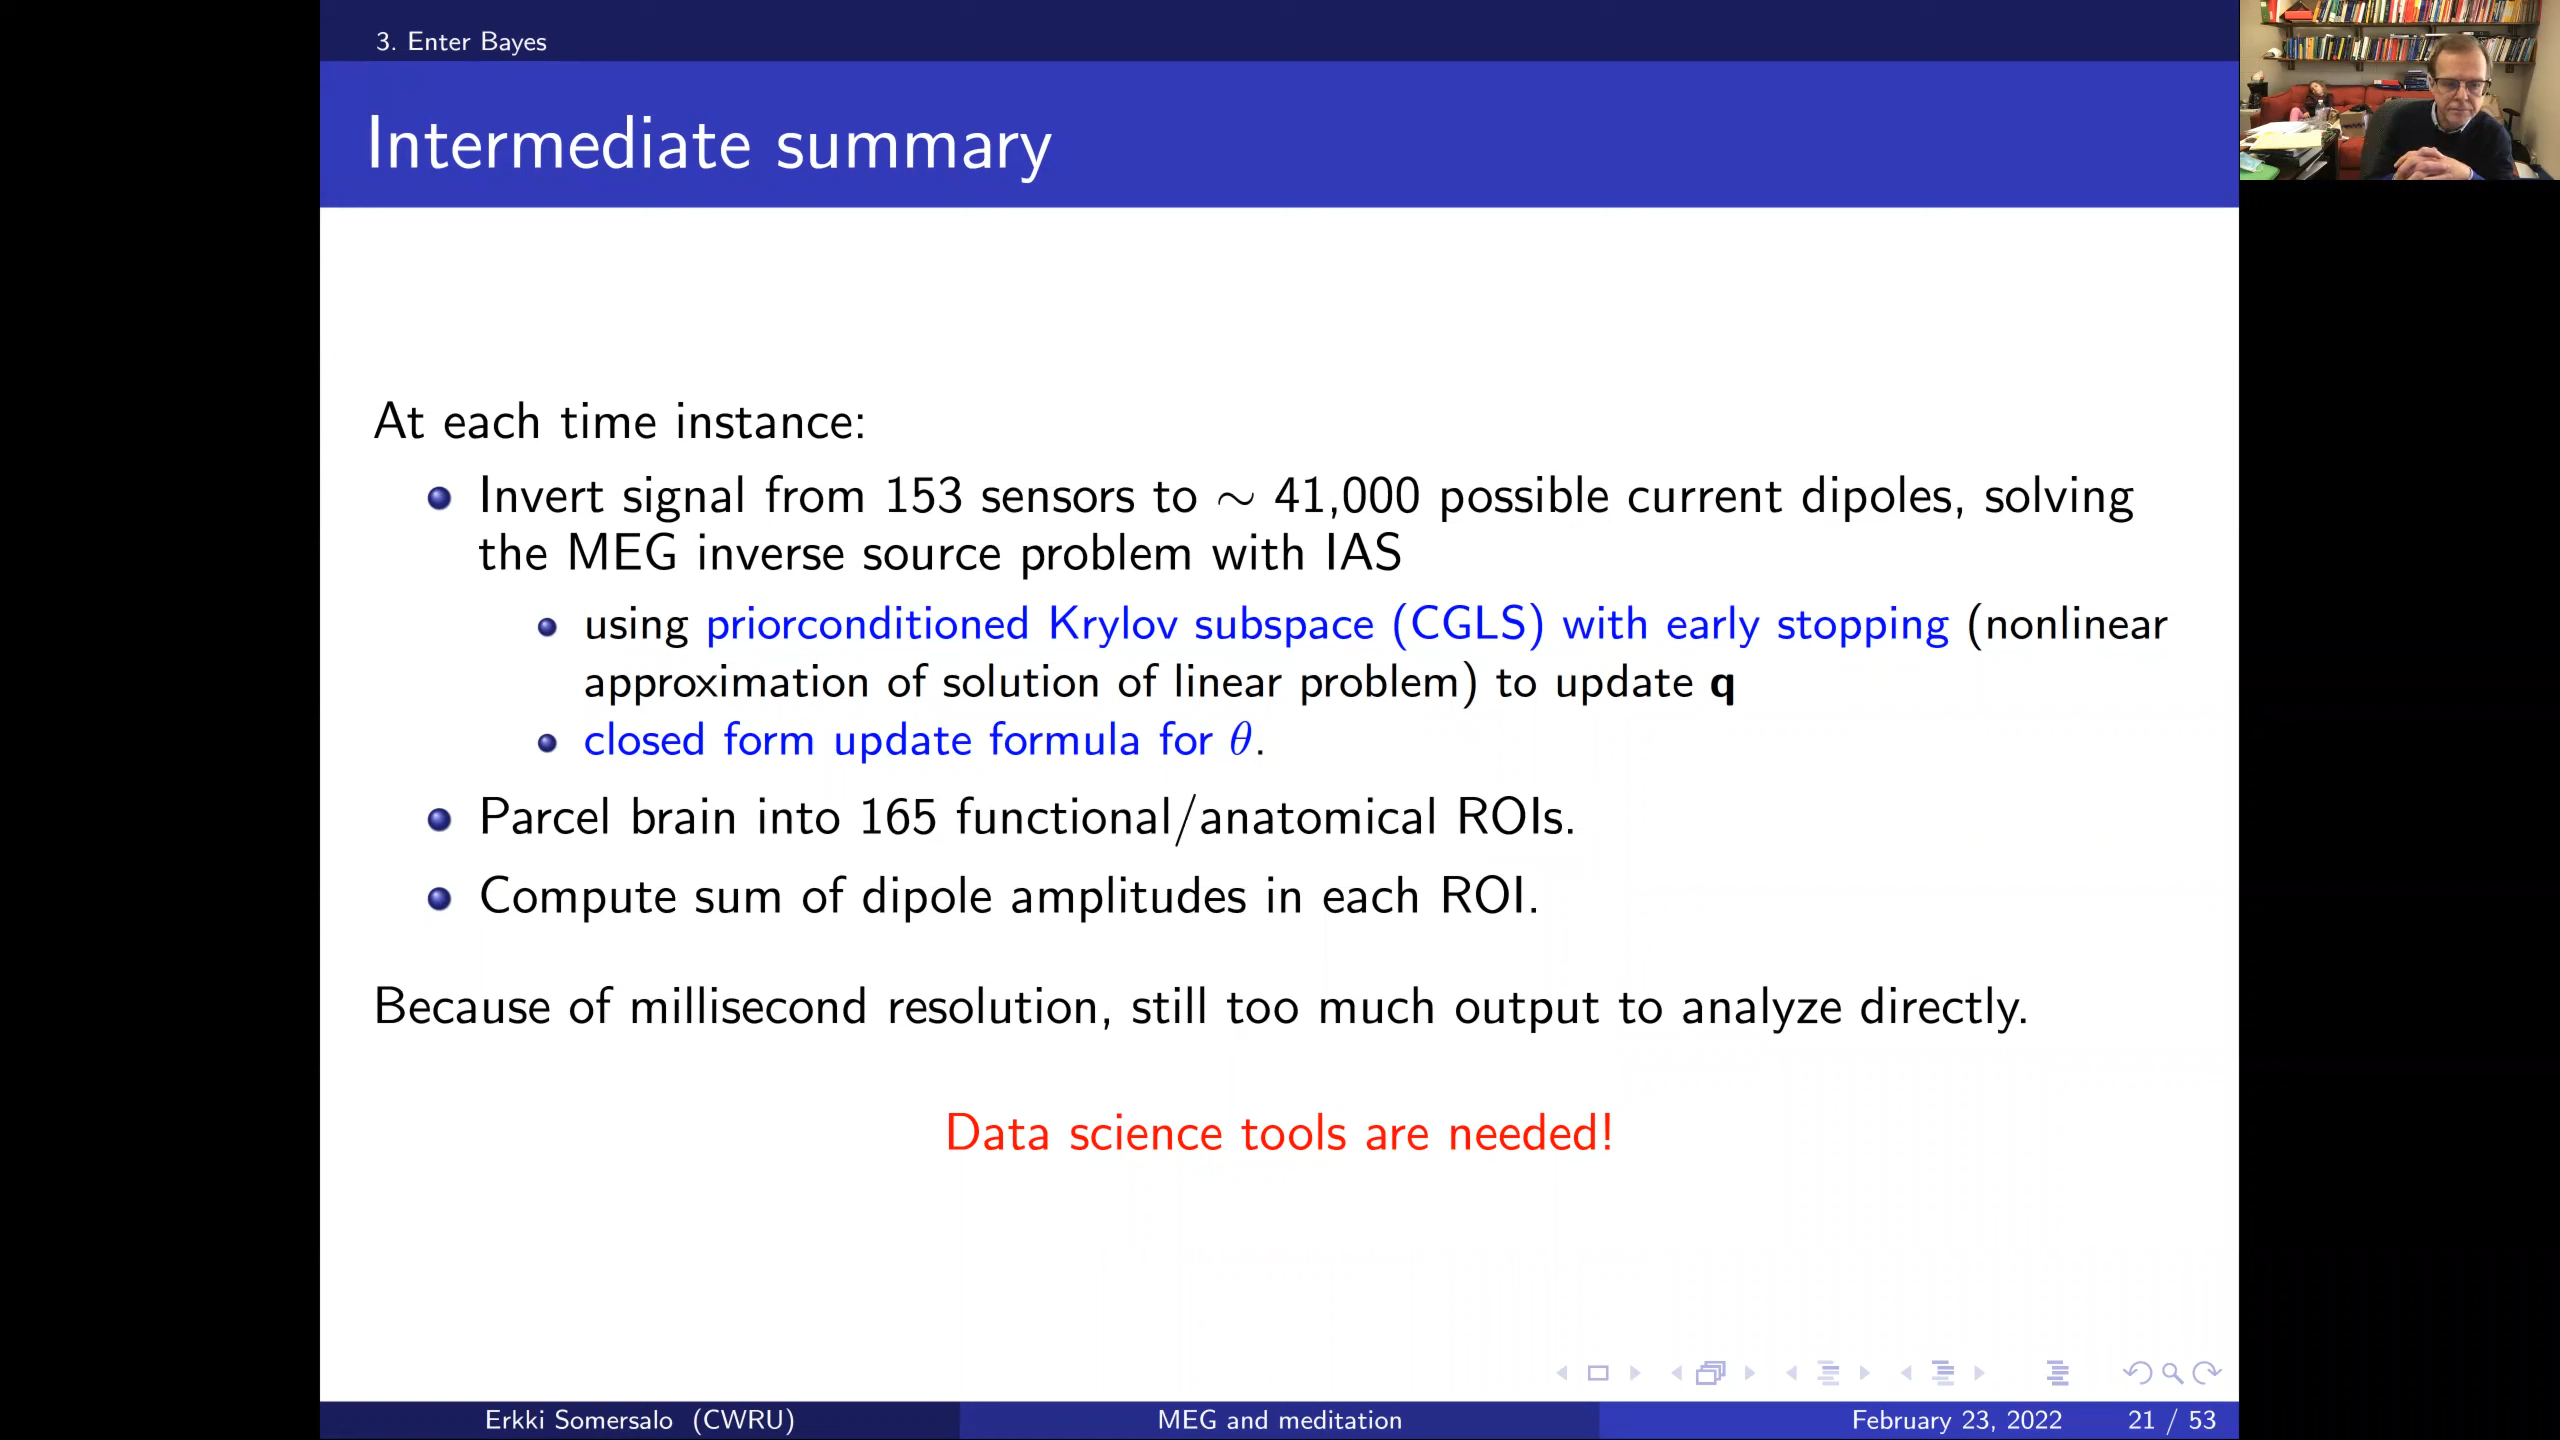 3. Enter Bayes
Intermediate summary
At each time instance:
Invert signal from 153 sensors to ∼ 41,000 possible current dipoles, solving
the MEG inverse source problem with IAS
using priorconditioned Krylov subspace (CGLS) with early stopping (nonlinear
approximation of solution of linear problem) to update q
closed form update formula for θ.
Parcel brain into 165 functional/anatomical ROIs.
Compute sum of dipole amplitudes in each ROI.
Because of millisecond resolution, still too much output to analyze directly.
Data science tools are needed!
Erkki Somersalo (CWRU) MEG and meditation February 23, 2022 21 / 53